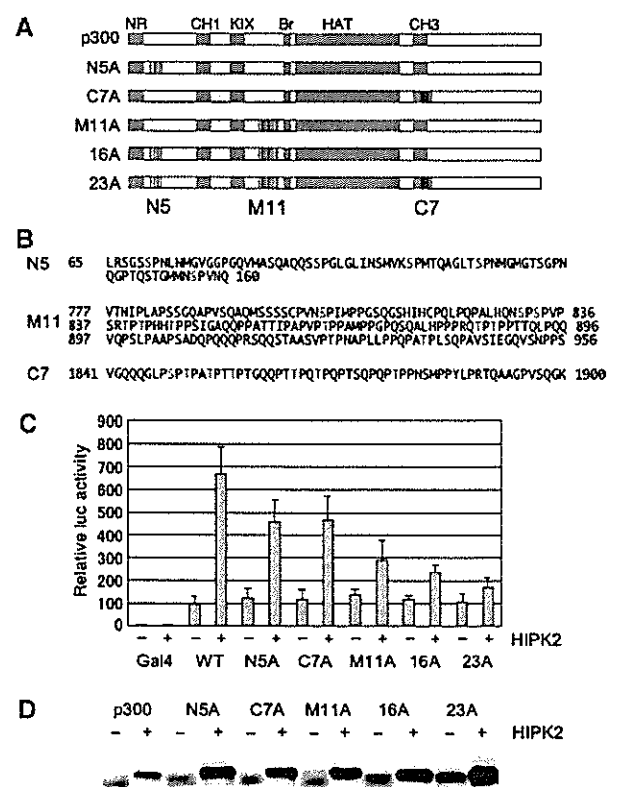 A
NR CH1 KIX Br HAT CH3
p300
N5A
C7A
M11A
16A
23A
N5 M11 C7
B
N5 65 LRSGSSPNLNMGVGGPGQVMASQAQQSSPGLGLINSMVKSPMTQAGLTSPNMGMGTSGPN
QGPTQSTGMMNSPVNQ 160
M11
777 VTNIPLAPSSGQAPVSQAQMSSSSCPVNSPIMPPGSQGSHIHCPQLPQPALHQNSPSPVP 836
837 SRTPTPHHTPPSIGAQQPPATTIPAPVPTPPAMPPGPQSQALHPPPRQTPTPPTTQLPQQ 896
897 VQPSLPAAPSADQPQQQPRSQQSTAASVPTPNAPLLPPQPATPLSQPAVSIEGQVSNPPS 956
C7 1841 VGQQQGLPSPTPATPTTPTGQQPTTPQTPQPTSQPQPTPPNSMPPYLPRTQAAGPVSQGK 1900
C
Relative luc activity
900
800
700
600
500
400
300
200
100
0
- + - + - + - + - + - + - + HIPK2
Gal4 WT N5A C7A M11A 16A 23A
D
p300 N5A C7A M11A 16A 23A
- + - + - + - + - + - + HIPK2